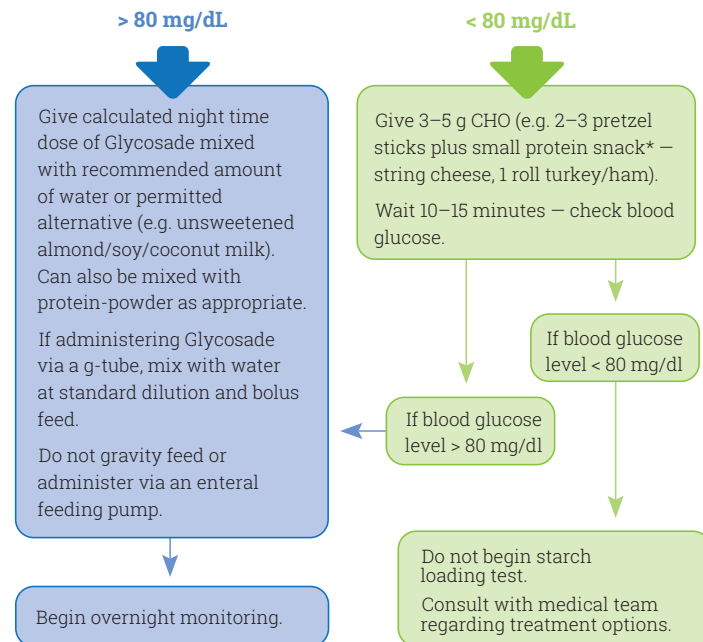 > 80 mg/dL
Give calculated night time
dose of Glycosade mixed
with recommended amount
of water or permitted
alternative (e.g. unsweetened
almond/soy/coconut milk).
Can also be mixed with
protein-powder as appropriate.
If administering Glycosade
via a g-tube, mix with water
at standard dilution and bolus
feed.
Do not gravity feed or
administer via an enteral
feeding pump.
Begin overnight monitoring.
< 80 mg/dL
Give 3–5 g CHO (e.g. 2–3 pretzel
sticks plus small protein snack* —
string cheese, 1 roll turkey/ham).
Wait 10–15 minutes — check blood
glucose.
If blood glucose
level < 80 mg/dl
If blood glucose
level > 80 mg/dl
Do not begin starch
loading test.
Consult with medical team
regarding treatment options.